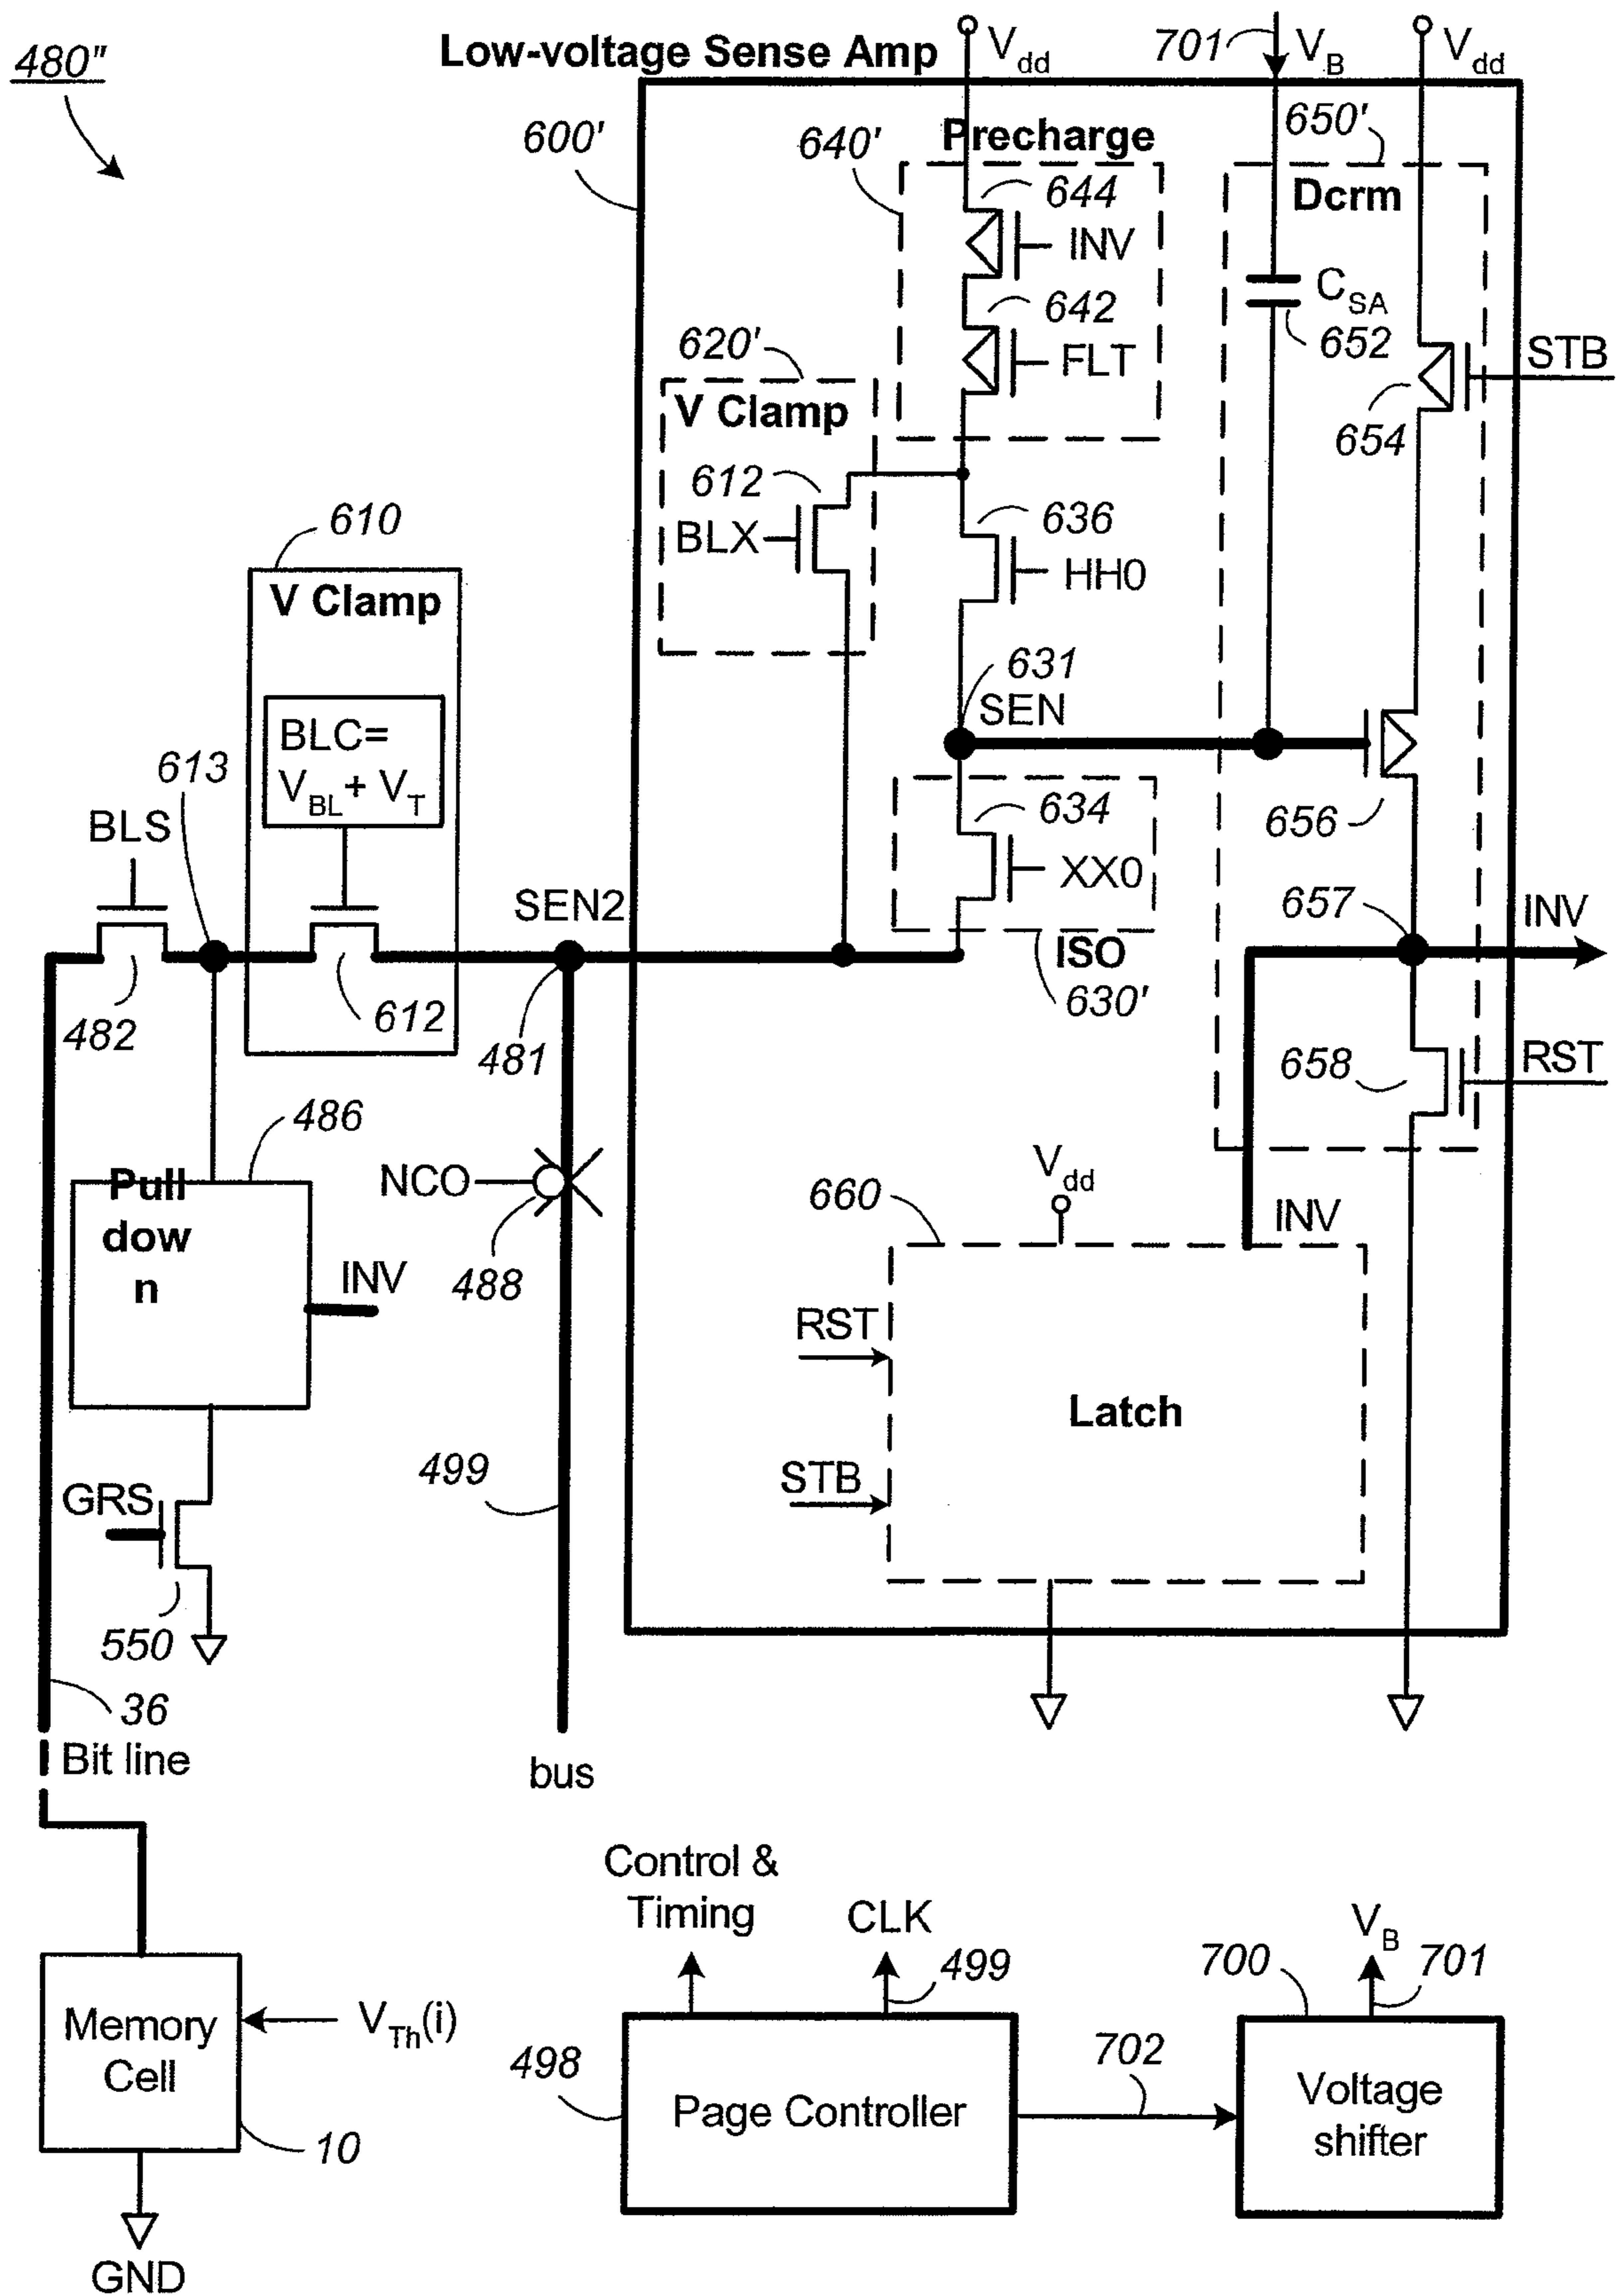 480"
Low-voltage Sense Amp
Vdd
701
VB
Vdd
600'
640'
Precharge
650'
644
INV
Dcrm
642
FLT
CSA
652
STB
654
620'
V Clamp
612
BLX
636
HH0
610
V Clamp
BLC=
VBL+ VT
631
SEN
613
BLS
634
XX0
656
SEN2
657
INV
482
612
481
ISO
630'
658
RST
486
Pull
dow
n
INV
NCO
488
Vdd
660
INV
RST
Latch
STB
499
GRS
550
36
Bit line
bus
Control &
Timing
CLK
499
VB
701
700
Memory
Cell
VTh(i)
10
498
Page Controller
702
Voltage
shifter
GND